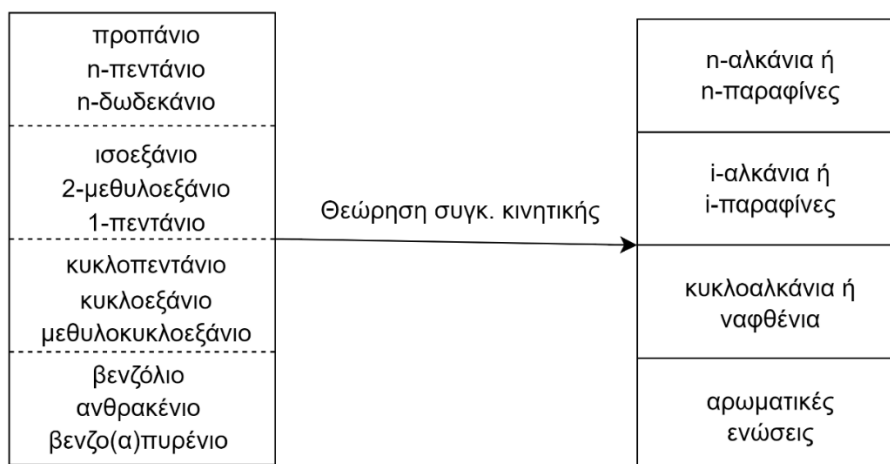 προπάνιο
n-πεντάνιο
n-δωδεκάνιο
ισοεξάνιο
2-μεθυλοεξάνιο
1-πεντάνιο
κυκλοπεντάνιο
κυκλοεξάνιο
μεθυλοκυκλοεξάνιο
βενζόλιο
ανθρακένιο
βενζο(α)πυρένιο
Θεώρηση συγκ. κινητικής
n-αλκάνια ή
n-παραφίνες
i-αλκάνια ή
i-παραφίνες
κυκλοαλκάνια ή
ναφθένια
αρωματικές
ενώσεις